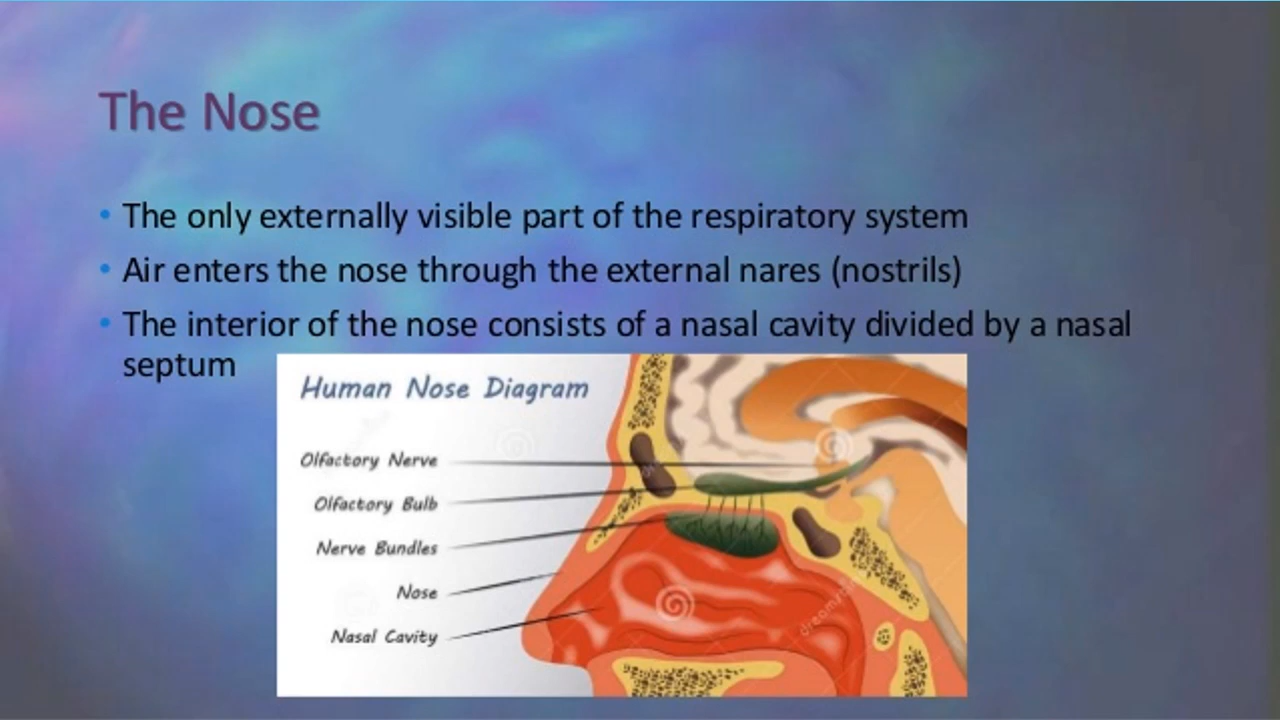 The Nose
• The only externally visible part of the respiratory system
• Air enters the nose through the external nares (nostrils)
• The interior of the nose consists of a nasal cavity divided by a nasal
septum
Human Nose Diagram
Olfactory Nerve
Olfactory Bulb
Nerve Bundles
Nose
Nasal Cavity